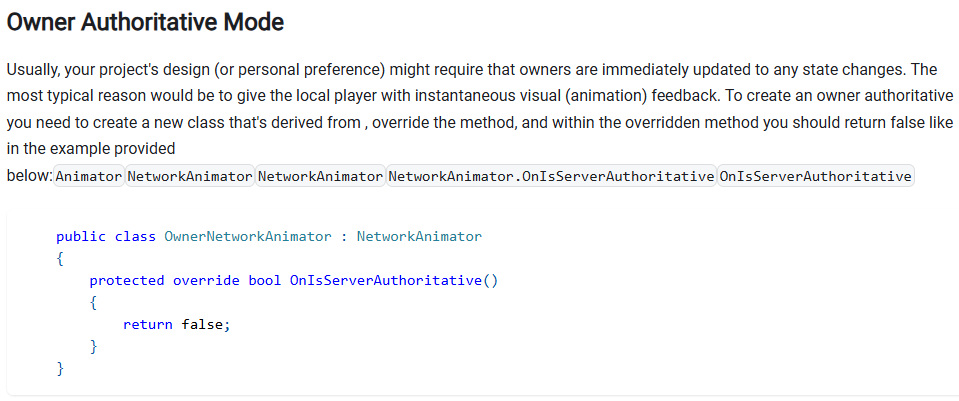 Owner Authoritative Mode
Usually, your project's design (or personal preference) might require that owners are immediately updated to any state changes. The
most typical reason would be to give the local player with instantaneous visual (animation) feedback. To create an owner authoritative
you need to create a new class that's derived from , override the method, and within the overridden method you should return false like
in the example provided
below: Animator NetworkAnimator NetworkAnimator NetworkAnimator.OnIsServerAuthoritative OnIsServerAuthoritative
public class OwnerNetworkAnimator : NetworkAnimator
{
protected override bool OnIsServerAuthoritative()
{
return false;
}
}